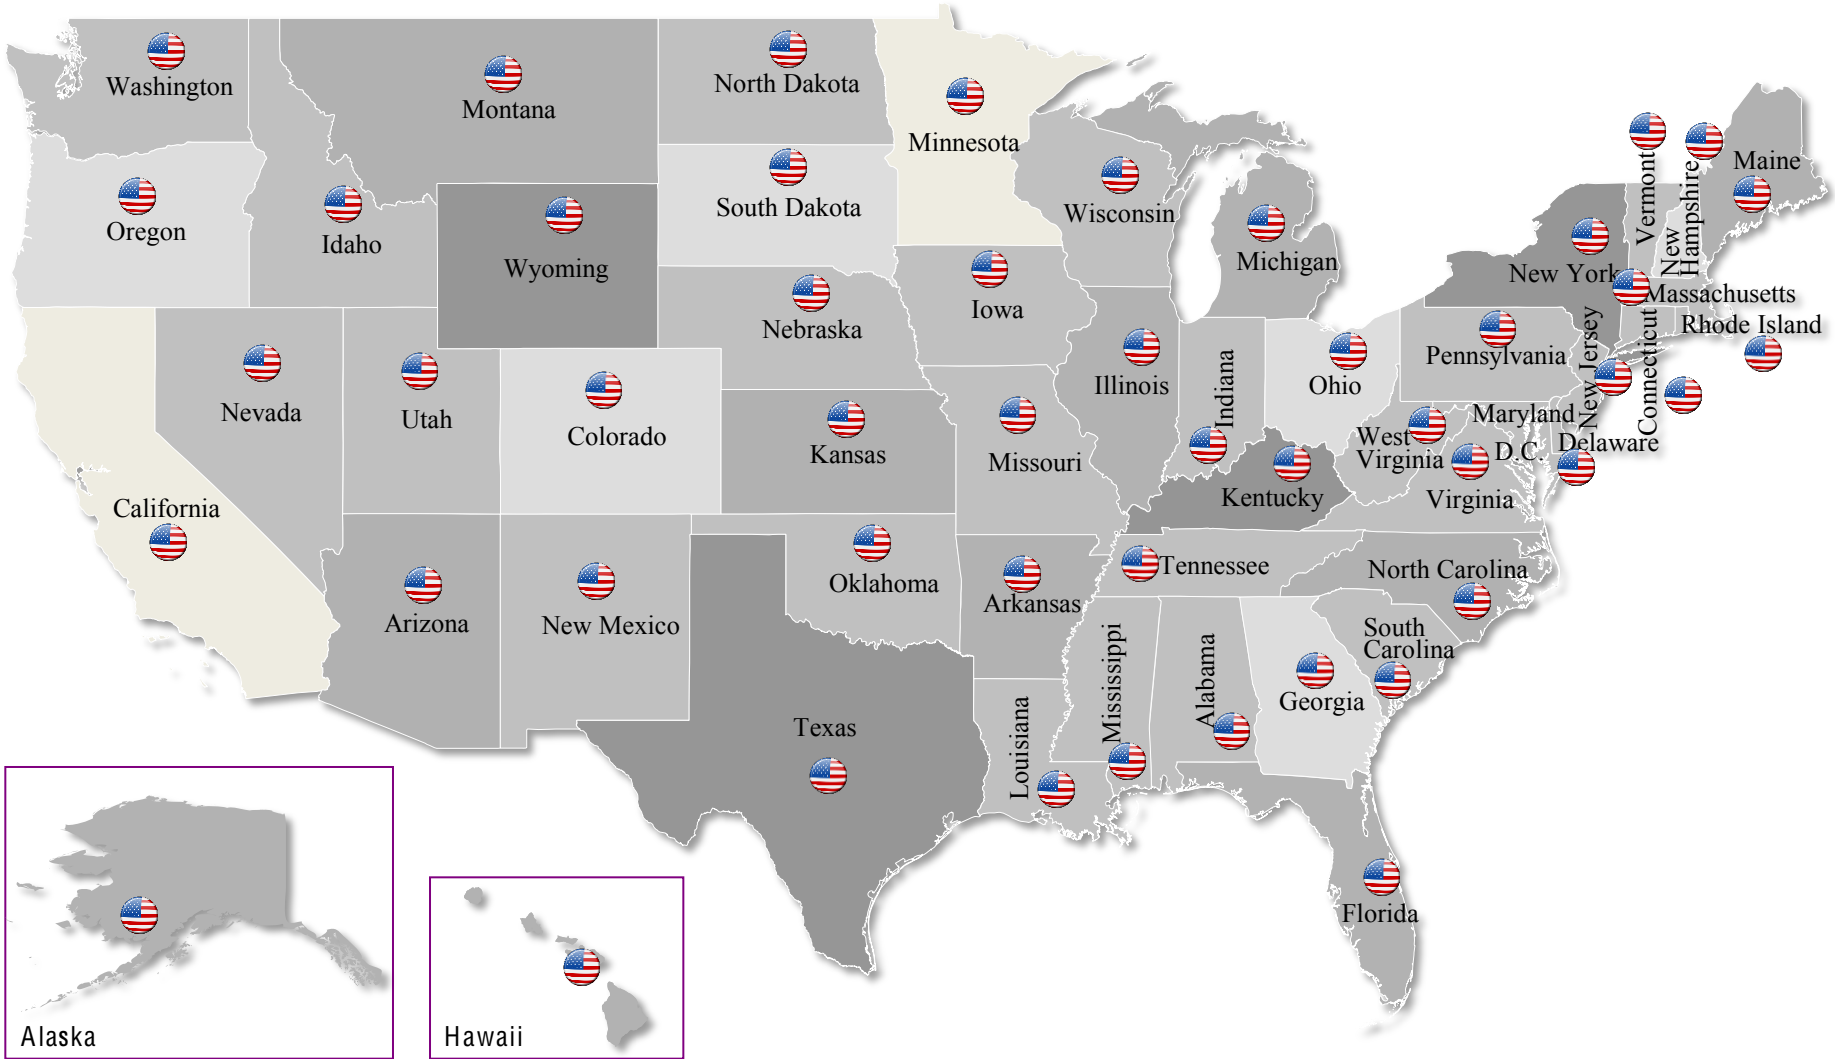 Washington
Montana
North Dakota
Minnesota
Maine
Vermont
New
Hampshire
Oregon
Idaho
Wyoming
South Dakota
Wisconsin
Michigan
New York
Massachusetts
Rhode Island
Connecticut
New Jersey
Pennsylvania
Nebraska
Iowa
Illinois
Indiana
Ohio
Nevada
Utah
Colorado
Kansas
Missouri
Kentucky
West
Virginia
Maryland
D.C.
Delaware
Virginia
California
Arizona
New Mexico
Oklahoma
Arkansas
Tennessee
North Carolina
South
Carolina
Texas
Louisiana
Mississippi
Alabama
Georgia
Florida
Alaska
Hawaii